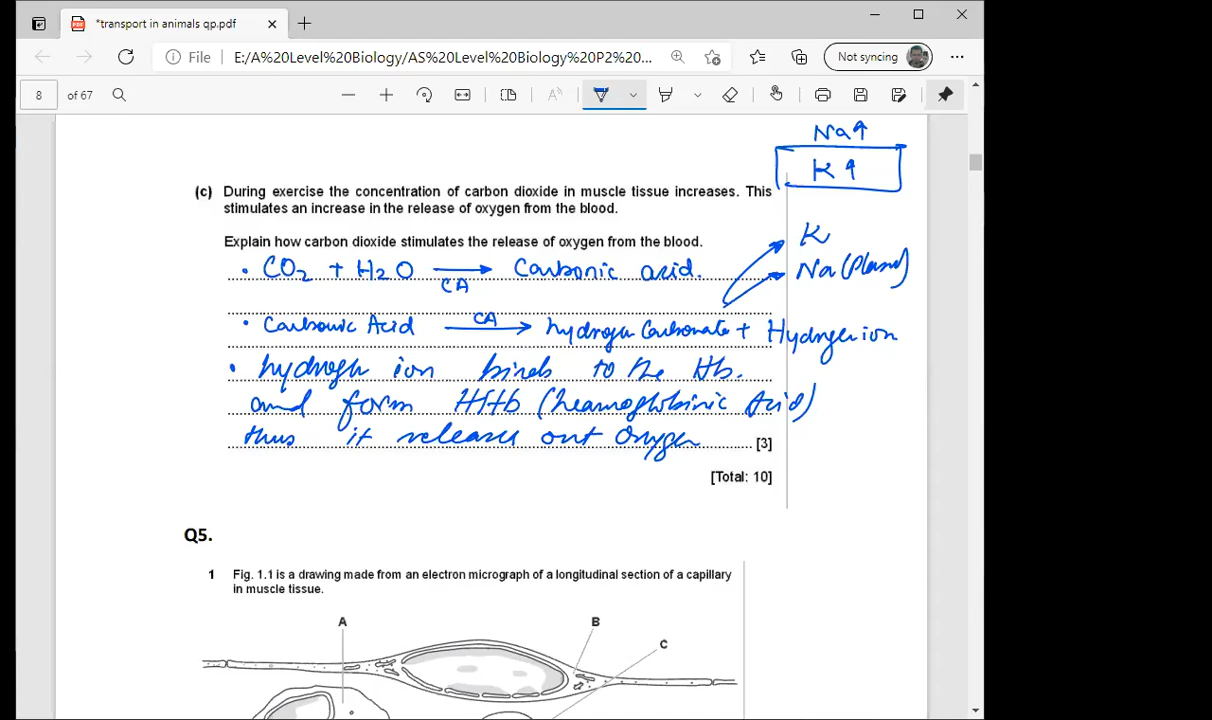 *transport in animals qp.pdf
File
E:/A%20Level%20Biology/AS%20Level%20Biology%20P2%20...
Not syncing
8
of 67
Na↑
K↑
(c) During exercise the concentration of carbon dioxide in muscle tissue increases. This
stimulates an increase in the release of oxygen from the blood.
Explain how carbon dioxide stimulates the release of oxygen from the blood.
K
• CO2 + H2O → Carbonic acid.
CA
Na
• Carbonic Acid → hydrogen Carbonate + Hydrogen ion
CA
• hydrogen ion binds to the Hb.
and form HHb (heamoglobinic Acid)
thus it releases out oxygen
[3]
[Total: 10]
Q5.
1 Fig. 1.1 is a drawing made from an electron micrograph of a longitudinal section of a capillary
in muscle tissue.
A
B
C